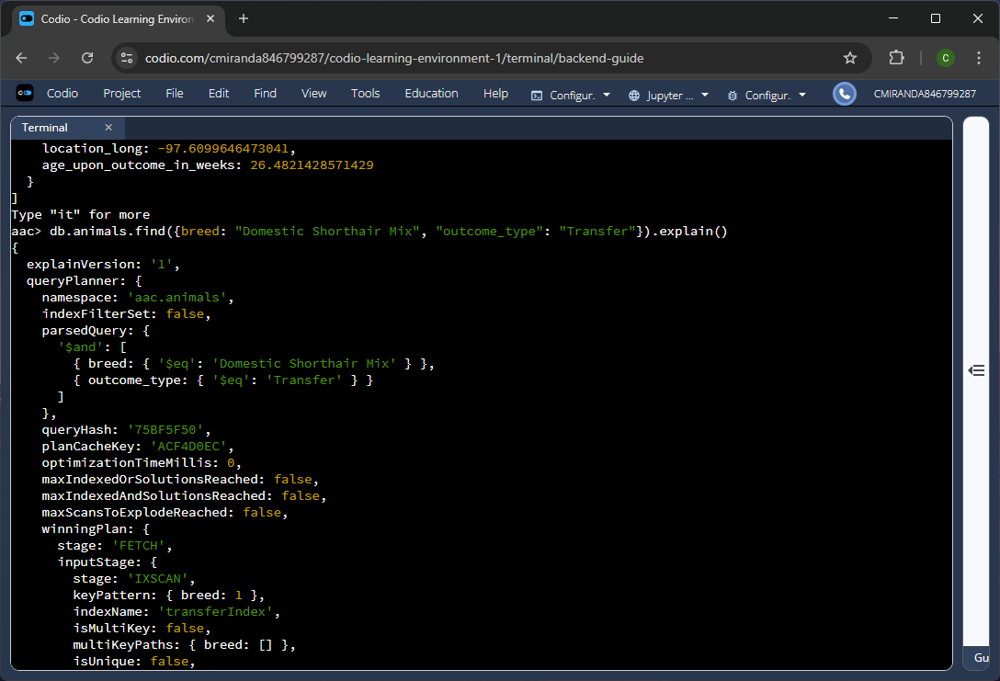 Codio - Codio Learning Environ
codio.com/cmiranda846799287/codio-learning-environment-1/terminal/backend-guide
C
Codio Project File Edit Find View Tools Education Help Configur. Jupyter ... Configur.. CMIRANDA846799287
Terminal
location_long: -97.6099646473041,
age_upon_outcome_in_weeks: 26.4821428571429
}
]
Type "it" for more
aac> db.animals.find({breed: "Domestic Shorthair Mix", "outcome_type": "Transfer"}).explain()
{
explainVersion: '1',
queryPlanner: {
namespace: 'aac.animals',
indexFilterSet: false,
parsedQuery: {
'$and': [
{ breed: { '$eq': 'Domestic Shorthair Mix' } },
{ outcome_type: { '$eq': 'Transfer' } }
]
},
queryHash: '75BF5F50',
planCacheKey: 'ACF4D0EC',
optimizationTimeMillis: 0,
maxIndexedOrSolutionsReached: false,
maxIndexedAndSolutionsReached: false,
maxScansToExplodeReached: false,
winningPlan: {
stage: 'FETCH',
inputStage: {
stage: 'IXSCAN',
keyPattern: { breed: 1 },
indexName: 'transferIndex',
isMultiKey: false,
multiKeyPaths: { breed: [] },
isUnique: false,
Gu